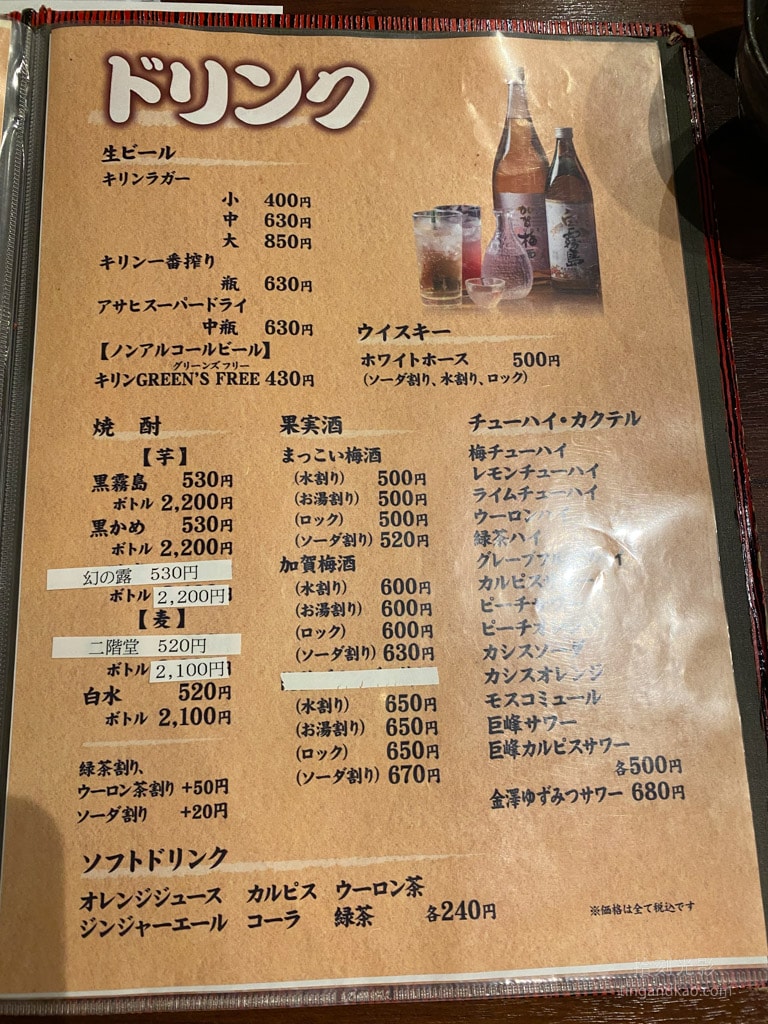 ドリンク
生ビール
キリンラガー
小 400円
中 630円
大 850円
キリン一番搾り
瓶 630円
アサヒスーパードライ
中瓶 630円
【ノンアルコールビール】
グリーンズフリー
キリンGREEN'S FREE 430円
ウイスキー
ホワイトホース 500円
(ソーダ割り、水割り、ロック)
焼 酎
【芋】
黒霧島 530円
ボトル 2,200円
黒かめ 530円
ボトル 2,200円
幻の露 530円
ボトル 2,200円
【麦】
二階堂 520円
ボトル 2,100円
白水 520円
ボトル 2,100円
緑茶割り、
ウーロン茶割り +50円
ソーダ割り +20円
果実酒
まっこい梅酒
(水割り) 500円
(お湯割り) 500円
(ロック) 500円
(ソーダ割り) 520円
加賀梅酒
(水割り) 600円
(お湯割り) 600円
(ロック) 600円
(ソーダ割り) 630円
(水割り) 650円
(お湯割り) 650円
(ロック) 650円
(ソーダ割り) 670円
チューハイ・カクテル
梅チューハイ
レモンチューハイ
ライムチューハイ
ウーロンハイ
緑茶ハイ
カシスソーダ
カシスオレンジ
モスコミュール
巨峰サワー
巨峰カルピスサワー
各500円
金澤ゆずみつサワー 680円
ソフトドリンク
オレンジジュース カルピス ウーロン茶
ジンジャーエール コーラ 緑茶 各240円
※価格は全て税込です